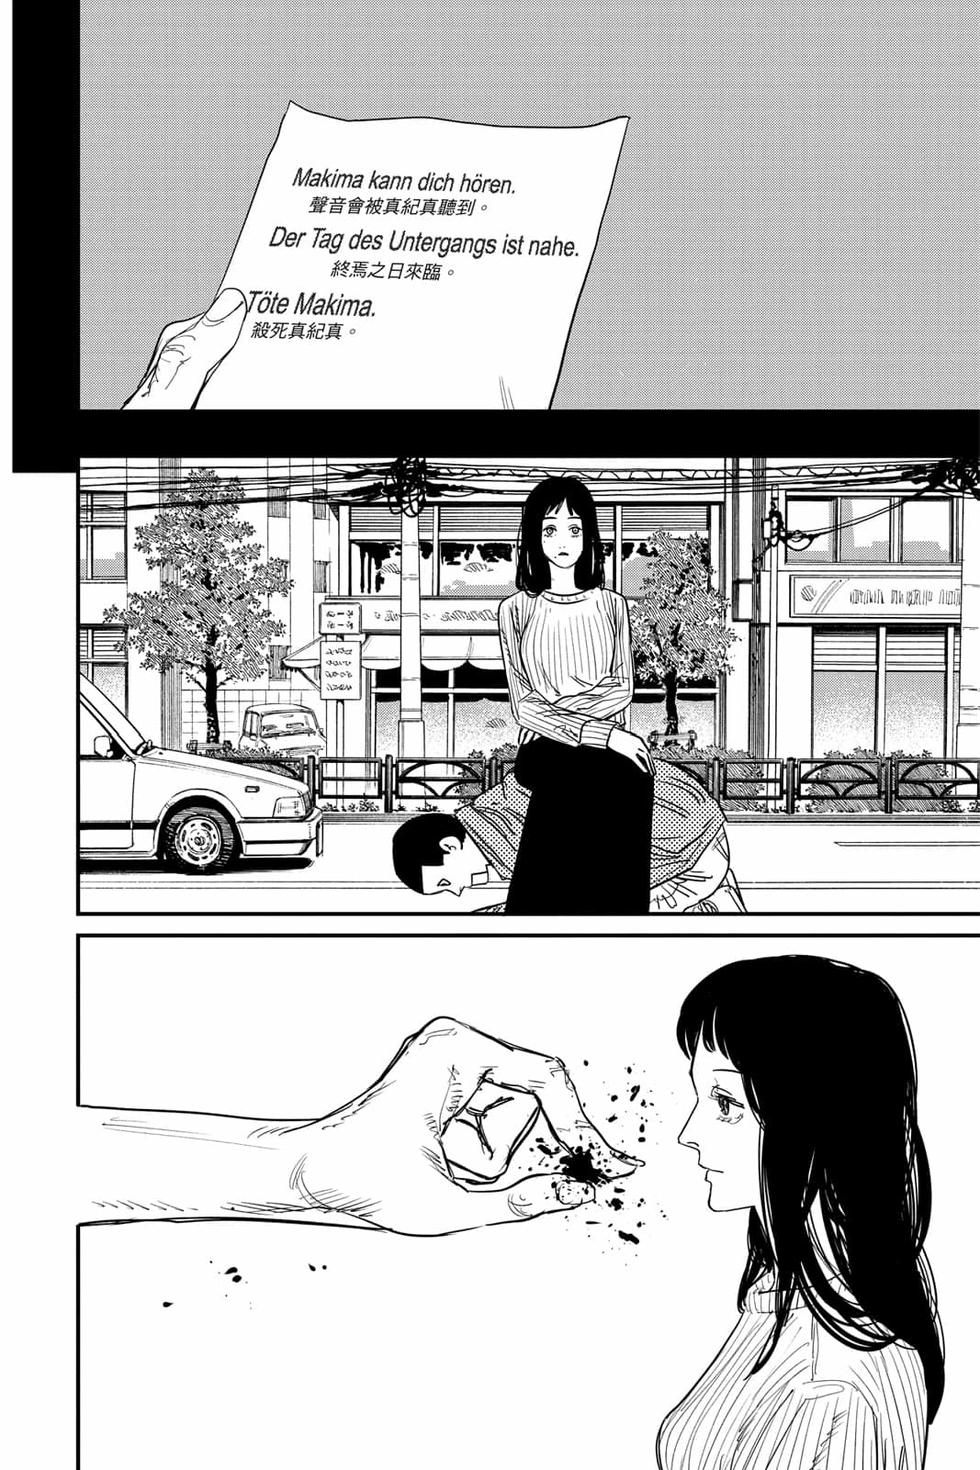 Makima kann dich hören.
聲音會被真紀真聽到。
Der Tag des Untergangs ist nahe.
終焉之日來臨。
Töte Makima.
殺死真紀真。